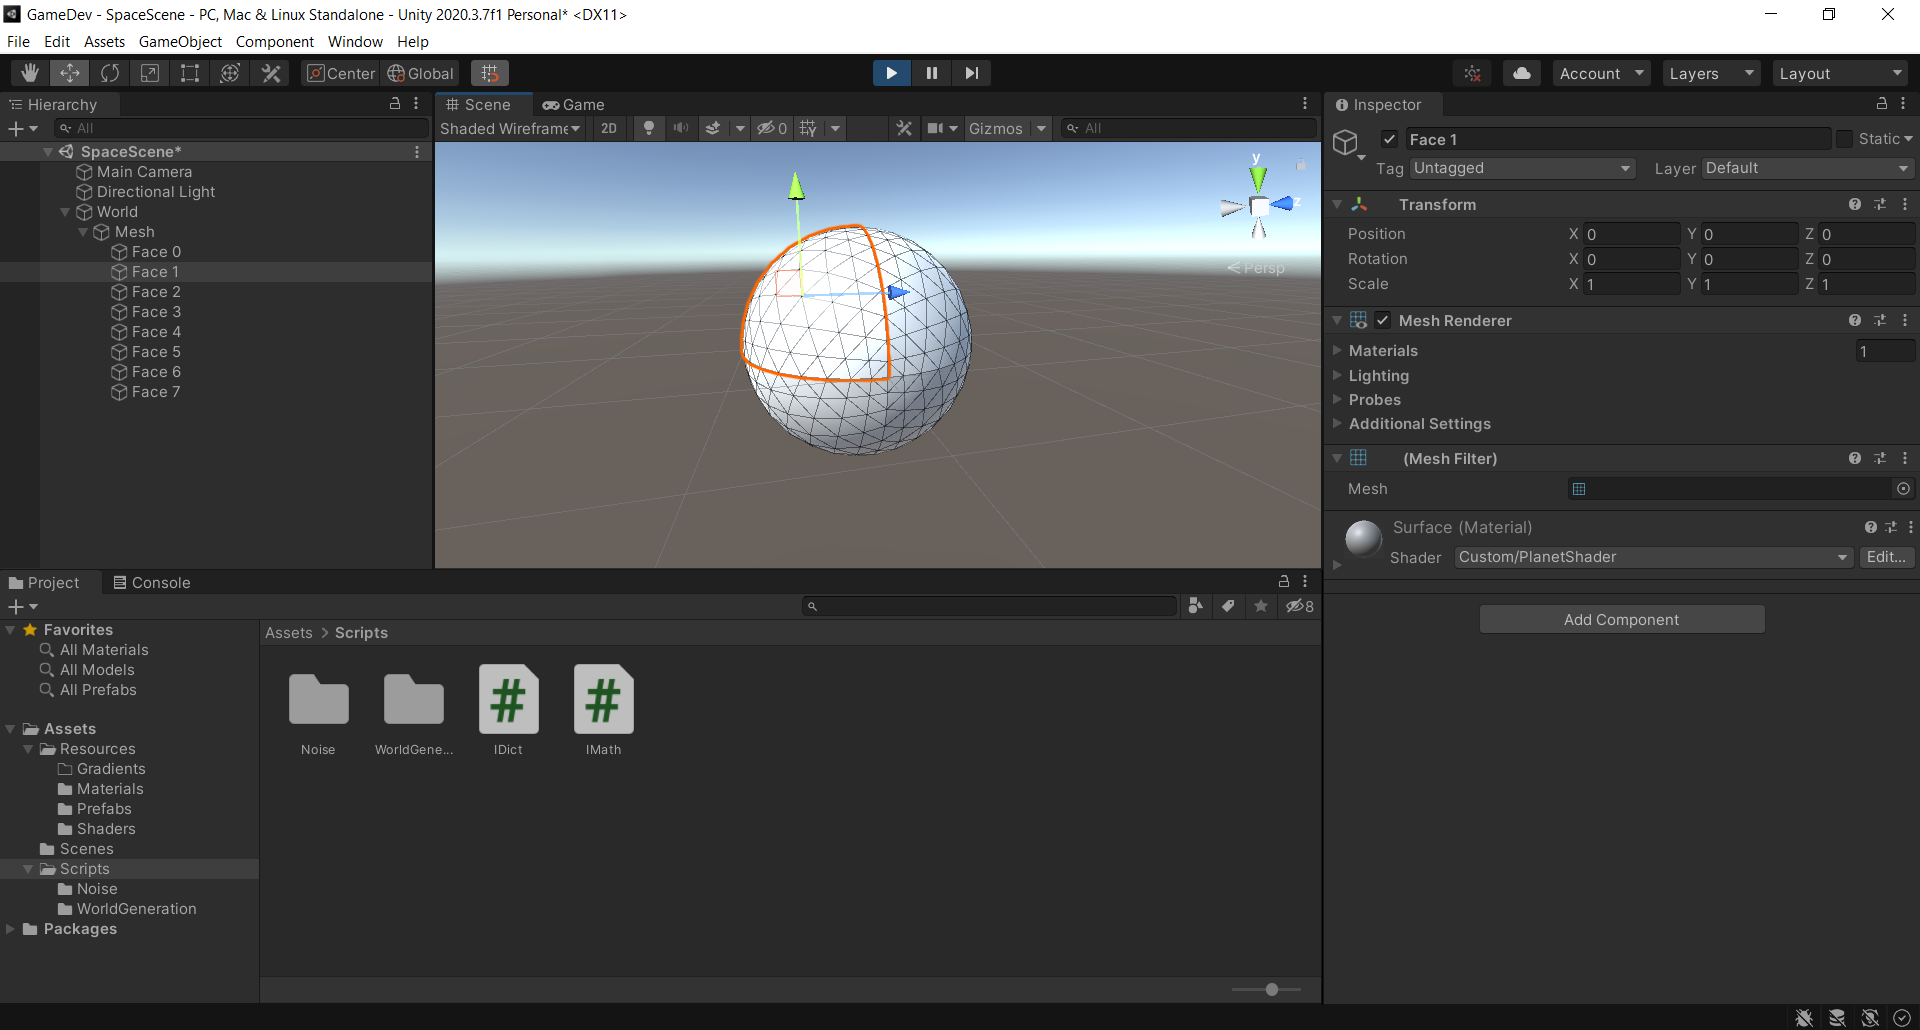 GameDev - SpaceScene - PC, Mac & Linux Standalone - Unity 2020.3.7f1 Personal* <DX11>
File Edit Assets GameObject Component Window Help
Center Global Account Layers Layout
Hierarchy
All
SpaceScene*
Main Camera
Directional Light
World
Mesh
Face 0
Face 1
Face 2
Face 3
Face 4
Face 5
Face 6
Face 7
Scene Game
Shaded Wireframe 2D 0 Gizmos All
y
z
Persp
Inspector
Face 1 Static
Tag Untagged Layer Default
Transform
Position X 0 Y 0 Z 0
Rotation X 0 Y 0 Z 0
Scale X 1 Y 1 Z 1
Mesh Renderer
Materials 1
Lighting
Probes
Additional Settings
(Mesh Filter)
Mesh
Surface (Material)
Shader Custom/PlanetShader Edit...
Add Component
Project Console
8
Favorites
All Materials
All Models
All Prefabs
Assets
Resources
Gradients
Materials
Prefabs
Shaders
Scenes
Scripts
Noise
WorldGeneration
Packages
Assets > Scripts
Noise WorldGene... IDict IMath